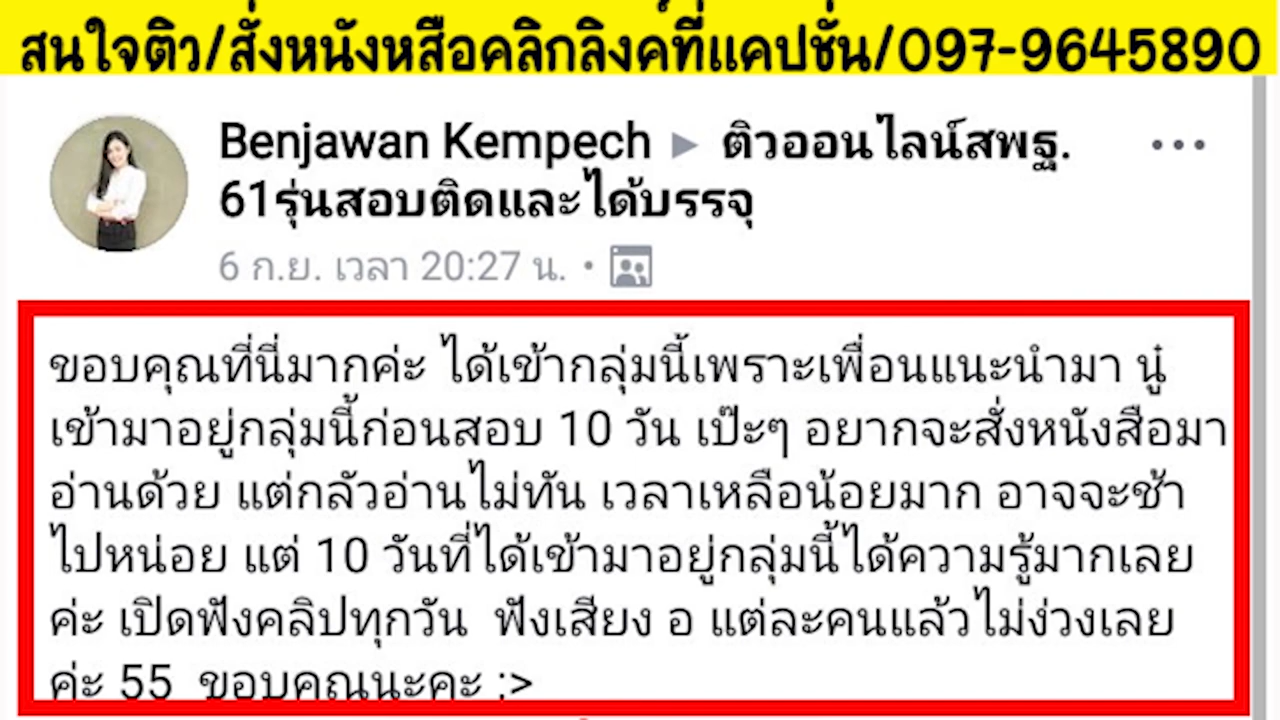 สนใจติว/สั่งหนังหสือคลิกลิงค์ที่แคปชั่น/097-9645890
Benjawan Kempech ▶ ติวออนไลน์สพฐ.
61รุ่นสอบติดและได้บรรจุ
6 ก.ย. เวลา 20:27 น. •
ขอบคุณที่นี่มากค่ะ ได้เข้ากลุ่มนี้เพราะเพื่อนแนะนำมา นู๋
เข้ามาอยู่กลุ่มนี้ก่อนสอบ 10 วัน เป๊ะๆ อยากจะสั่งหนังสือมา
อ่านด้วย แต่กลัวอ่านไม่ทัน เวลาเหลือน้อยมาก อาจจะช้า
ไปหน่อย แต่ 10 วันที่ได้เข้ามาอยู่กลุ่มนี้ได้ความรู้มากเลย
ค่ะ เปิดฟังคลิปทุกวัน ฟังเสียง อ แต่ละคนแล้วไม่ง่วงเลย
ค่ะ 55 ขอบคุณนะคะ :>